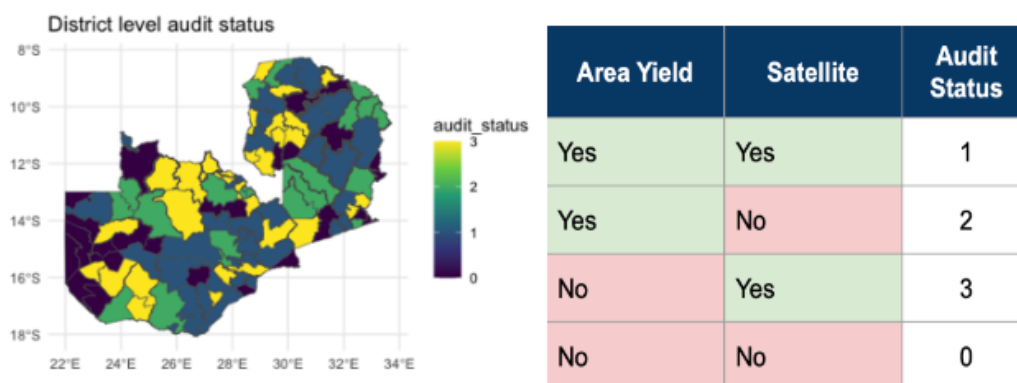 District level audit status
8°S
10°S
12°S
14°S
16°S
18°S
22°E 24°E 26°E 28°E 30°E 32°E 34°E
audit_status
3
2
1
0
Area Yield Satellite Audit Status
Yes Yes 1
Yes No 2
No Yes 3
No No 0